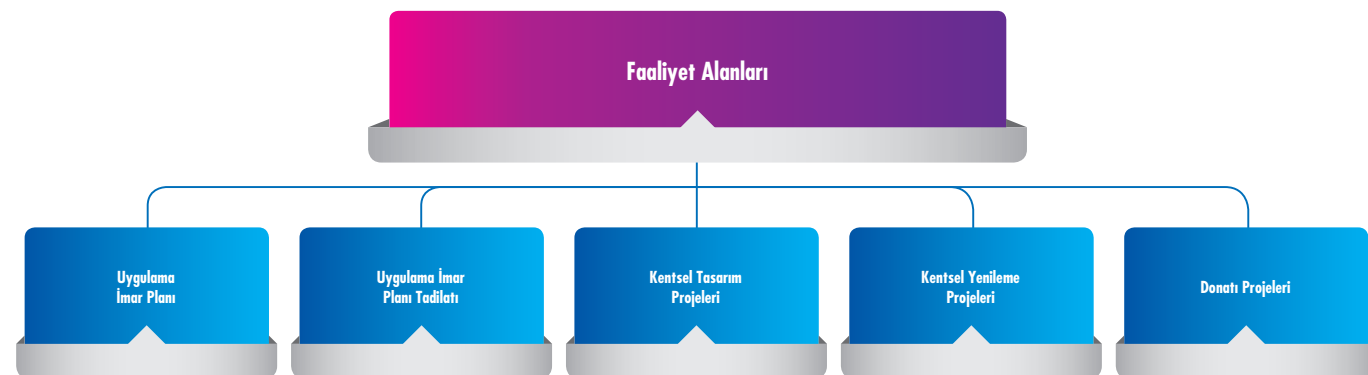 Faaliyet Alanları
Uygulama
İmar Planı
Uygulama İmar
Planı Tadilatı
Kentsel Tasarım
Projeleri
Kentsel Yenileme
Projeleri
Donatı Projeleri